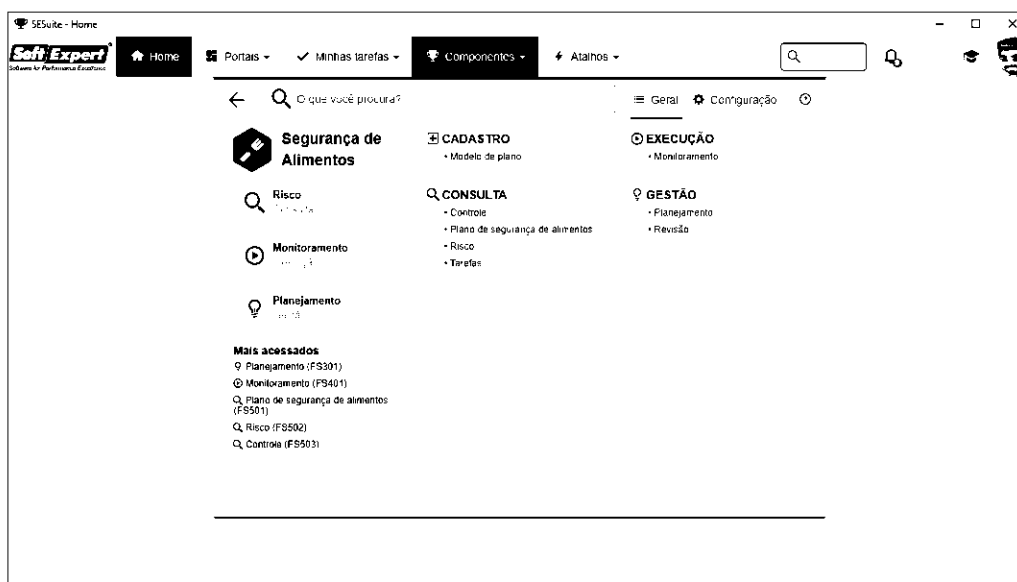 SESuite - Home
Soft Expert
Software for Performance Excellence
Home
Portais
Minhas tarefas
Componentes
Atalhos
O que você procura?
Geral
Configuração
Segurança de
Alimentos
Risco
Monitoramento
Planejamento
Mais acessados
Planejamento (FS301)
Monitoramento (FS401)
Plano de segurança de alimentos
(FS501)
Risco (FS502)
Controle (FS503)
CADASTRO
• Modelo de plano
CONSULTA
• Controle
• Plano de segurança de alimentos
• Risco
• Tarefas
EXECUÇÃO
• Monitoramento
GESTÃO
• Planejamento
• Revisão